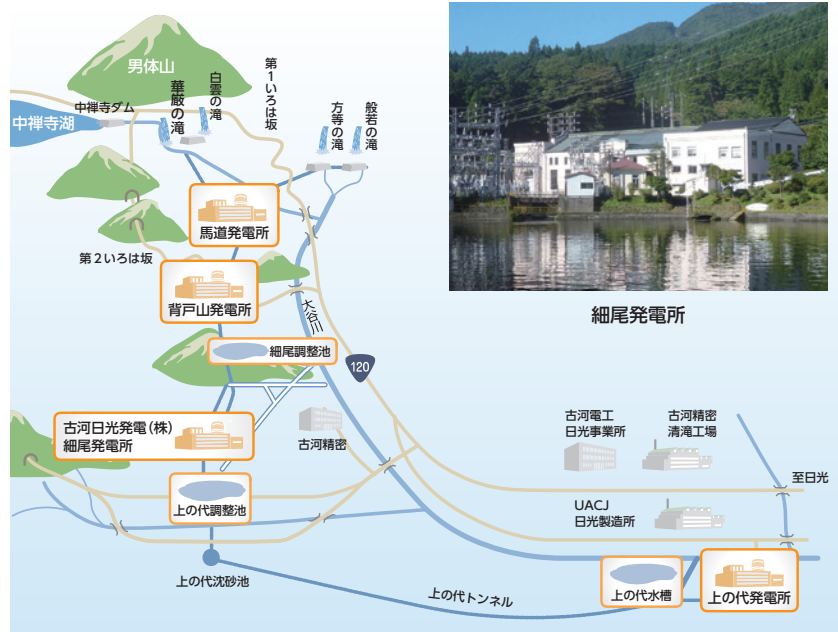 男体山
中禅寺ダム
中禅寺湖
華厳の滝
白雲の滝
第1いろは坂
方等の滝
般若の滝
馬道発電所
第2いろは坂
背戸山発電所
大谷川
細尾調整池
120
古河日光発電(株)
細尾発電所
古河精密
上の代調整池
上の代沈砂池
上の代トンネル
細尾発電所
古河電工
日光事業所
古河精密
清滝工場
至日光
UACJ
日光製造所
上の代水槽
上の代発電所